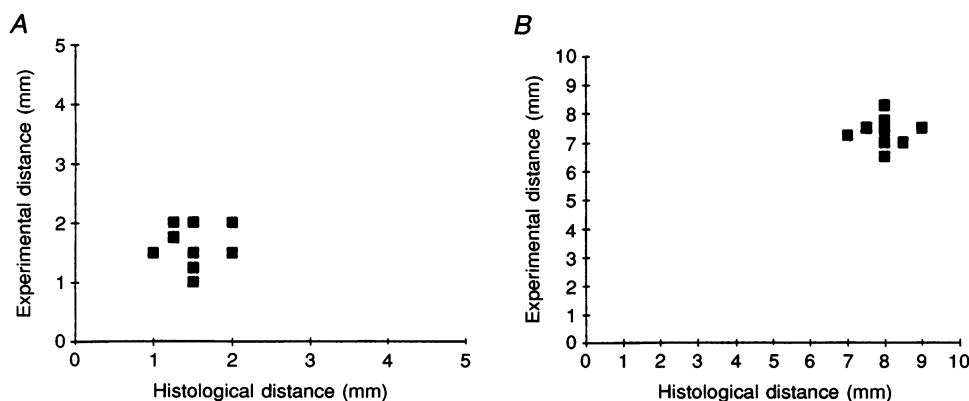 A
Experimental distance (mm)
5
4
3
2
1
0
0 1 2 3 4 5
Histological distance (mm)
B
Experimental distance (mm)
10
9
8
7
6
5
4
3
2
1
0
0 1 2 3 4 5 6 7 8 9 10
Histological distance (mm)